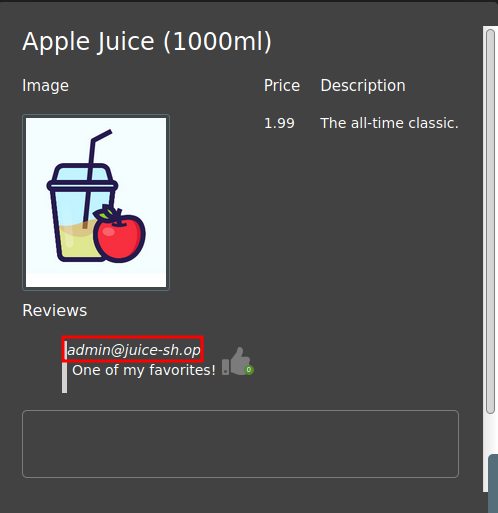 Apple Juice (1000ml)
Image Price Description
1.99 The all-time classic.
Reviews
admin@juice-sh.op
One of my favorites! 0